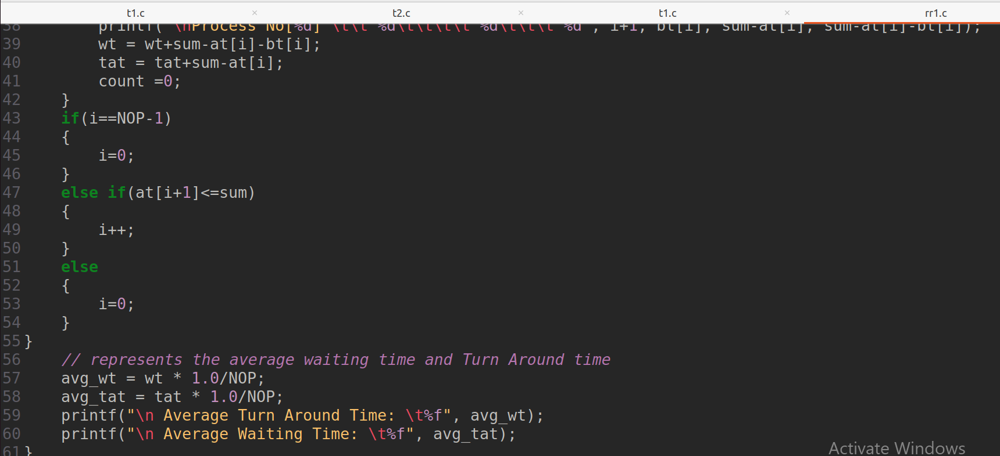 t1.c × t2.c × t1.c × rr1.c
38 printf("\nProcess No[%d] \t\t %d\t\t\t\t %d\t\t\t %d", i+1, bt[i], sum-at[i], sum-at[i]-bt[i]);
39 wt = wt+sum-at[i]-bt[i];
40 tat = tat+sum-at[i];
41 count =0;
42 }
43 if(i==NOP-1)
44 {
45 i=0;
46 }
47 else if(at[i+1]<=sum)
48 {
49 i++;
50 }
51 else
52 {
53 i=0;
54 }
55 }
56 // represents the average waiting time and Turn Around time
57 avg_wt = wt * 1.0/NOP;
58 avg_tat = tat * 1.0/NOP;
59 printf("\n Average Turn Around Time: \t%f", avg_wt);
60 printf("\n Average Waiting Time: \t%f", avg_tat);
61 }
Activate Windows